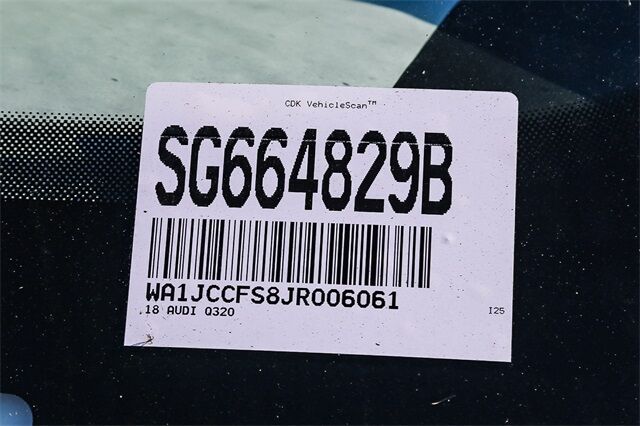 CDK VehicleScan™
SG664829B
WA1JCCFS8JR006061
18 AUDI Q320
I25